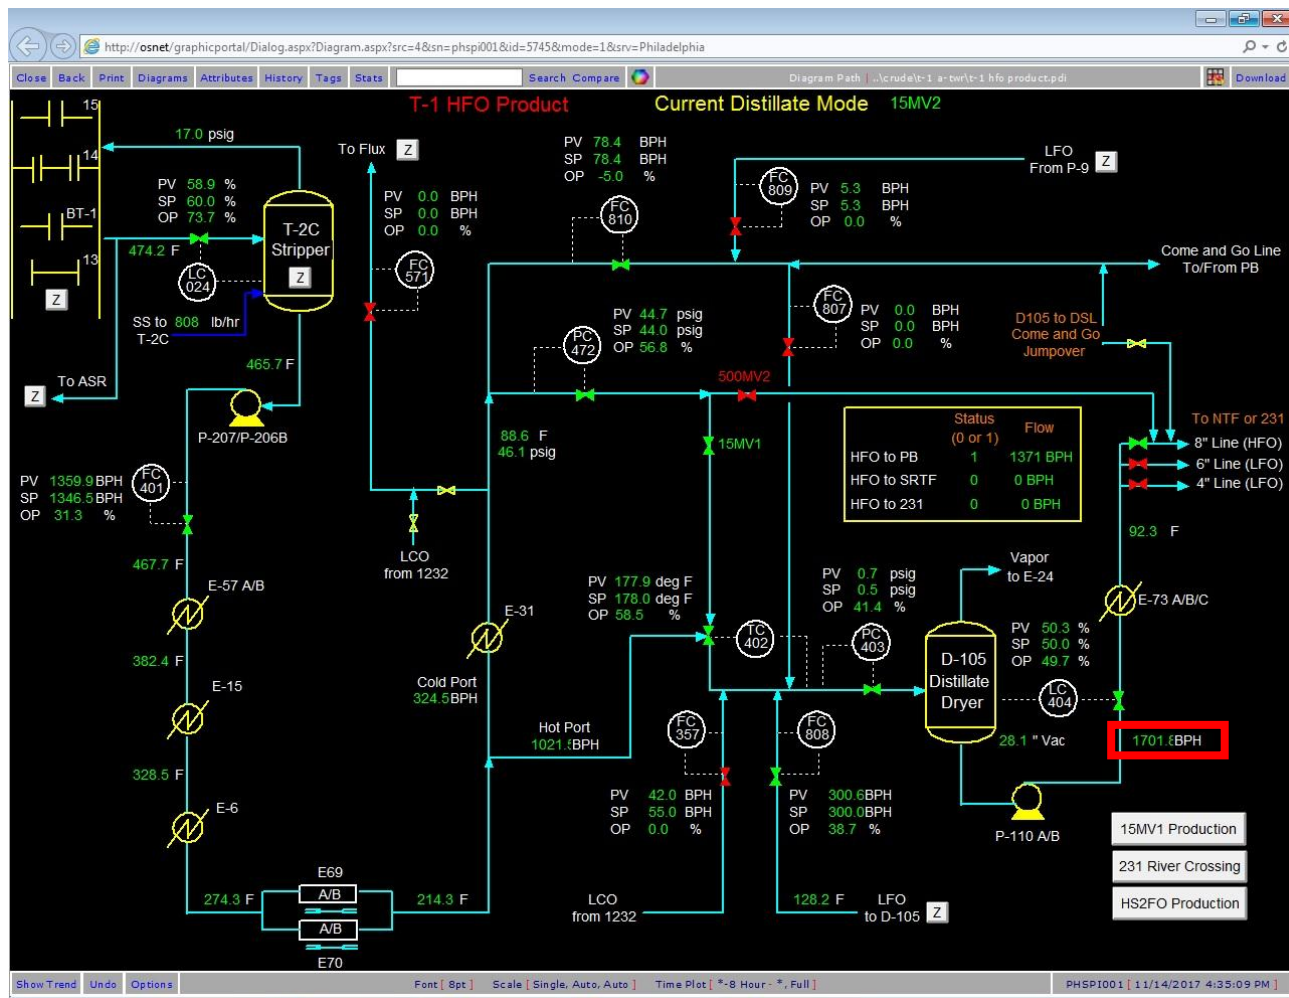 http://osnet/graphicportal/Dialog.aspx?Diagram.aspx?src=4&sn=phspi001&id=5745&mode=1&srv=Philadelphia
Close Back Print Diagrams Attributes History Tags Stats Search Compare Diagram Path | ..\crude\t-1 a-twr\t-1 hfo product.pdi Download
T-1 HFO Product Current Distillate Mode 15MV2
15
14
BT-1
13
Z
17.0 psig
PV 58.9 %
SP 60.0 %
OP 73.7 %
474.2 F
LC
024
T-2C
Stripper
Z
SS to 808 lb/hr
T-2C
465.7 F
To ASR
Z
P-207/P-206B
PV 1359.9 BPH
SP 1346.5 BPH
OP 31.3 %
FC
401
467.7 F
E-57 A/B
382.4 F
E-15
328.5 F
E-6
274.3 F
E69
A/B
A/B
E70
214.3 F
To Flux Z
PV 0.0 BPH
SP 0.0 BPH
OP 0.0 %
FC
571
PV 78.4 BPH
SP 78.4 BPH
OP -5.0 %
FC
810
PV 44.7 psig
SP 44.0 psig
OP 56.8 %
PC
472
88.6 F
46.1 psig
LCO
from 1232
E-31
Cold Port
324.5 BPH
Hot Port
1021. BPH
LFO
From P-9 Z
FC
809
PV 5.3 BPH
SP 5.3 BPH
OP 0.0 %
Come and Go Line
To/From PB
FC
807
PV 0.0 BPH
SP 0.0 BPH
OP 0.0 %
D105 to DSL
Come and Go
Jumpover
500MV2
15MV1
Status
(0 or 1) Flow
HFO to PB 1 1371 BPH
HFO to SRTF 0 0 BPH
HFO to 231 0 0 BPH
To NTF or 231
8" Line (HFO)
6" Line (LFO)
4" Line (LFO)
92.3 F
E-73 A/B/C
PV 177.9 deg F
SP 178.0 deg F
OP 58.5 %
TC
402
PV 0.7 psig
SP 0.5 psig
OP 41.4 %
PC
403
Vapor
to E-24
D-105
Distillate
Dryer
PV 50.3 %
SP 50.0 %
OP 49.7 %
LC
404
28.1 " Vac
1701. BPH
P-110 A/B
FC
357
PV 42.0 BPH
SP 55.0 BPH
OP 0.0 %
FC
808
PV 300.6 BPH
SP 300.0 BPH
OP 38.7 %
LCO
from 1232
128.2 F
LFO
to D-105 Z
15MV1 Production
231 River Crossing
HS2FO Production
Show Trend Undo Options Font [ 8pt ] Scale [ Single, Auto, Auto ] Time Plot [ *-8 Hour - *, Full ] PHSPI001 [ 11/14/2017 4:35:09 PM ]